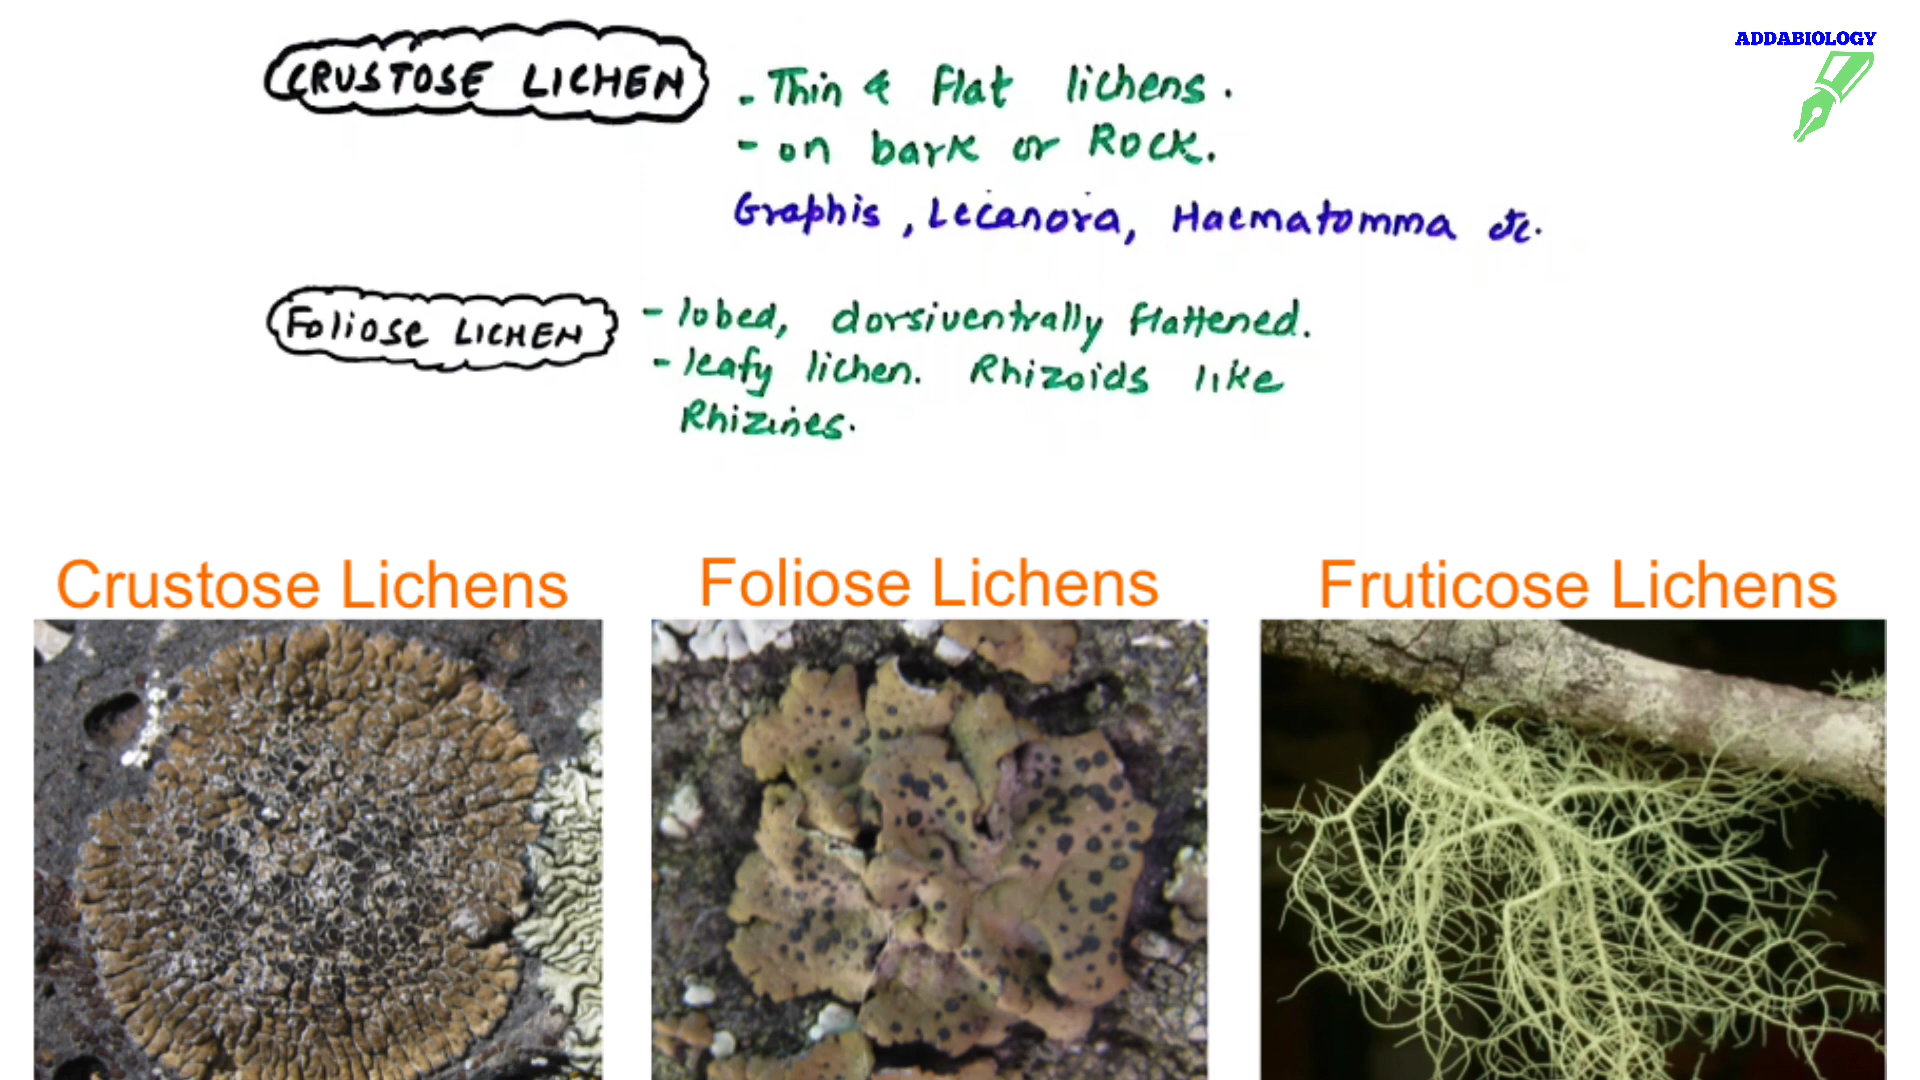 ADDABIOLOGY
CRUSTOSE LICHEN
- Thin & Flat lichens.
- on bark or Rock.
Graphis, Lecanora, Haematomma etc.
Foliose LICHEN
- lobed, dorsiventrally flattened.
- leafy lichen. Rhizoids like
Rhizines.
Crustose Lichens
Foliose Lichens
Fruticose Lichens